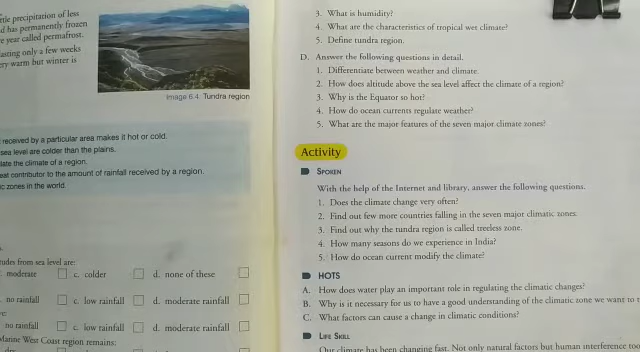 rtle precipitation of less
d has permanently frozen
e year called permafrost.
asting only a few weeks
ery warm but winter is
Image 6.4 Tundra region
received by a particular area makes it hot or cold.
sea level are colder than the plains.
late the climate of a region.
eat contributor to the amount of rainfall received by a region.
c zones in the world.
udes from sea level are:
moderate c. colder d. none of these
no rainfall c. low rainfall d. moderate rainfall
no rainfall c. low rainfall d. moderate rainfall
Marine West Coast region remains:
dry
3. What is humidity?
4. What are the characteristics of tropical wet climate?
5. Define tundra region.
D. Answer the following questions in detail.
1. Differentiate between weather and climate.
2. How does altitude above the sea level affect the climate of a region?
3. Why is the Equator so hot?
4. How do ocean currents regulate weather?
5. What are the major features of the seven major climate zones?
Activity
SPOKEN
With the help of the Internet and library, answer the following questions.
1. Does the climate change very often?
2. Find out few more countries falling in the seven major climatic zones.
3. Find out why the tundra region is called treeless zone.
4. How many seasons do we experience in India?
5. How do ocean current modify the climate?
HOTS
A. How does water play an important role in regulating the climatic changes?
B. Why is it necessary for us to have a good understanding of the climatic zone we want to
C. What factors can cause a change in climatic conditions?
LIFE SKILL
Our climate has been changing fast. Not only natural factors but human interference too